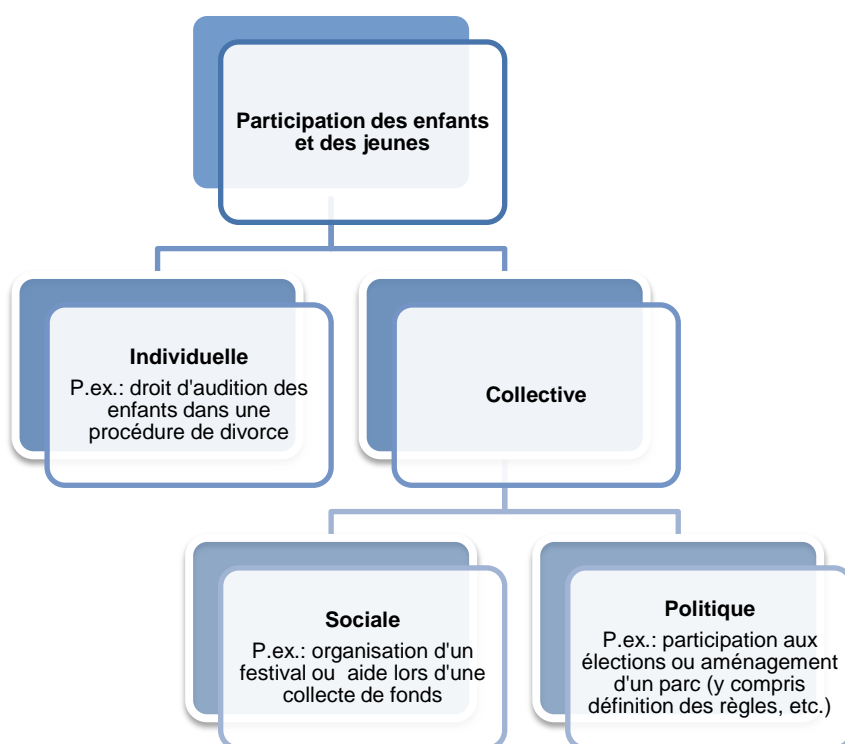 Participation des enfants
et des jeunes
Individuelle
P.ex.: droit d'audition des
enfants dans une
procédure de divorce
Collective
Sociale
P.ex.: organisation d'un
festival ou  aide lors d'une
collecte de fonds
Politique
P.ex.: participation aux
élections ou aménagement
d'un parc (y compris
définition des règles, etc.)